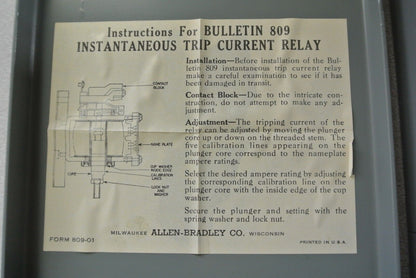 Instructions For BULLETIN 809
INSTANTANEOUS TRIP CURRENT RELAY
Installation—Before installation of the Bul-
letin 809 instantaneous trip current relay
make a careful examination to see if it has
been damaged in transit.
Contact Block—Due to the intricate con-
struction, do not attempt to make any ad-
justment.
Adjustment—The tripping current of the
relay can be adjusted by moving the plunger
core up or down on the threaded stem. The
five calibration lines appearing on the
plunger core correspond to the nameplate
ampere ratings.
Select the desired ampere rating by adjusting
the corresponding calibration line on the
plunger core with the inside edge of the cup
washer.
Secure the plunger and setting with the
spring washer and lock nut.
CONTACT
BLOCK
NAME PLATE
CUP WASHER
INSIDE EDGE
CALIBRATION
LINES
CORE
LOCK NUT AND
WASHER
MILWAUKEE ALLEN-BRADLEY CO. WISCONSIN
FORM 809-01
PRINTED IN U.S.A.